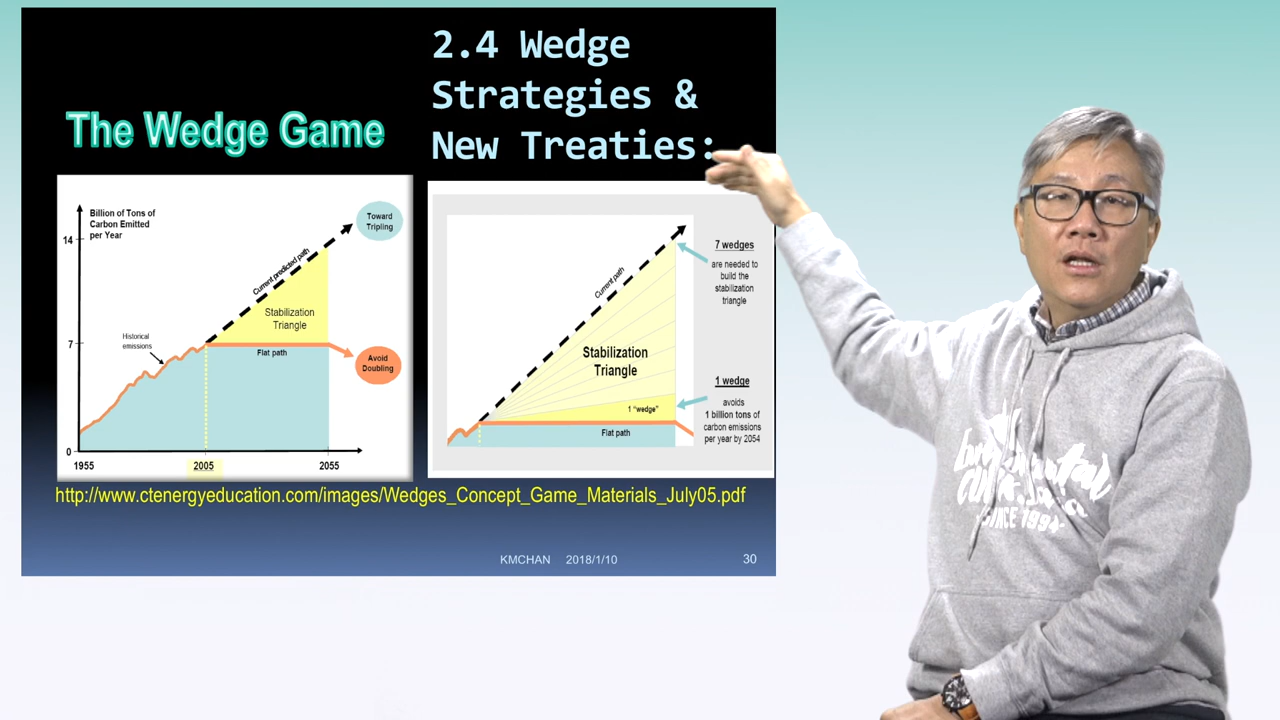 2.4 Wedge
Strategies &
New Treaties:
The Wedge Game
Billion of Tons of
Carbon Emitted
per Year
14
7
0
1955
2005
2055
Historical
emissions
Current predicted path
Stabilization
Triangle
Flat path
Toward
Tripling
Avoid
Doubling
Current path
Stabilization
Triangle
1 "wedge"
Flat path
7 wedges
are needed to
build the
stabilization
triangle
1 wedge
avoids
1 billion tons of
carbon emissions
per year by 2054
http://www.ctenergyeducation.com/images/Wedges_Concept_Game_Materials_July05.pdf
KMCHAN 2018/1/10 30
SINCE 1994